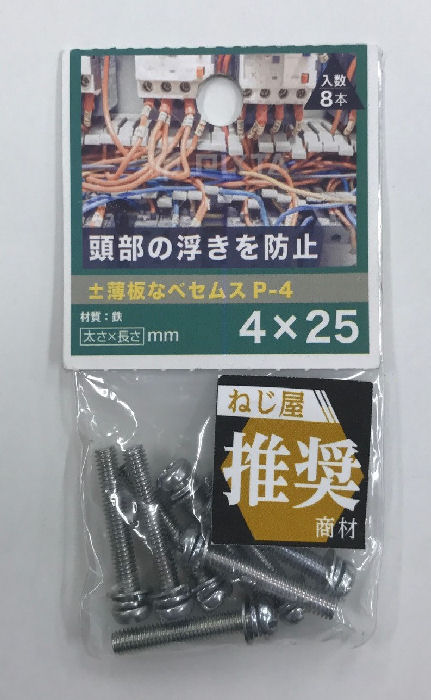 入数
8本
頭部の浮きを防止
±薄板なべセムス P-4
材質：鉄
太さ×長さ mm
4×25
ねじ屋
推奨
商材